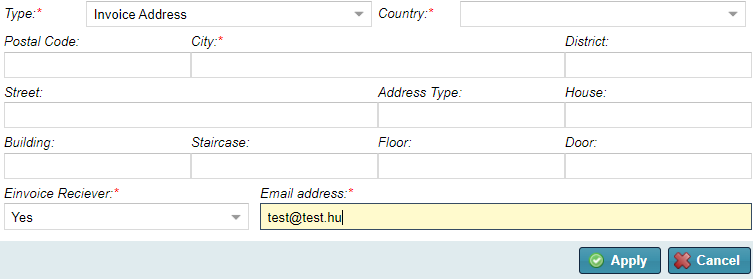 Type:* Invoice Address Country:*
Postal Code: City:* District:
Street: Address Type: House:
Building: Staircase: Floor: Door:
Einvoice Reciever:* Email address:*
Yes test@test.hu
Apply Cancel